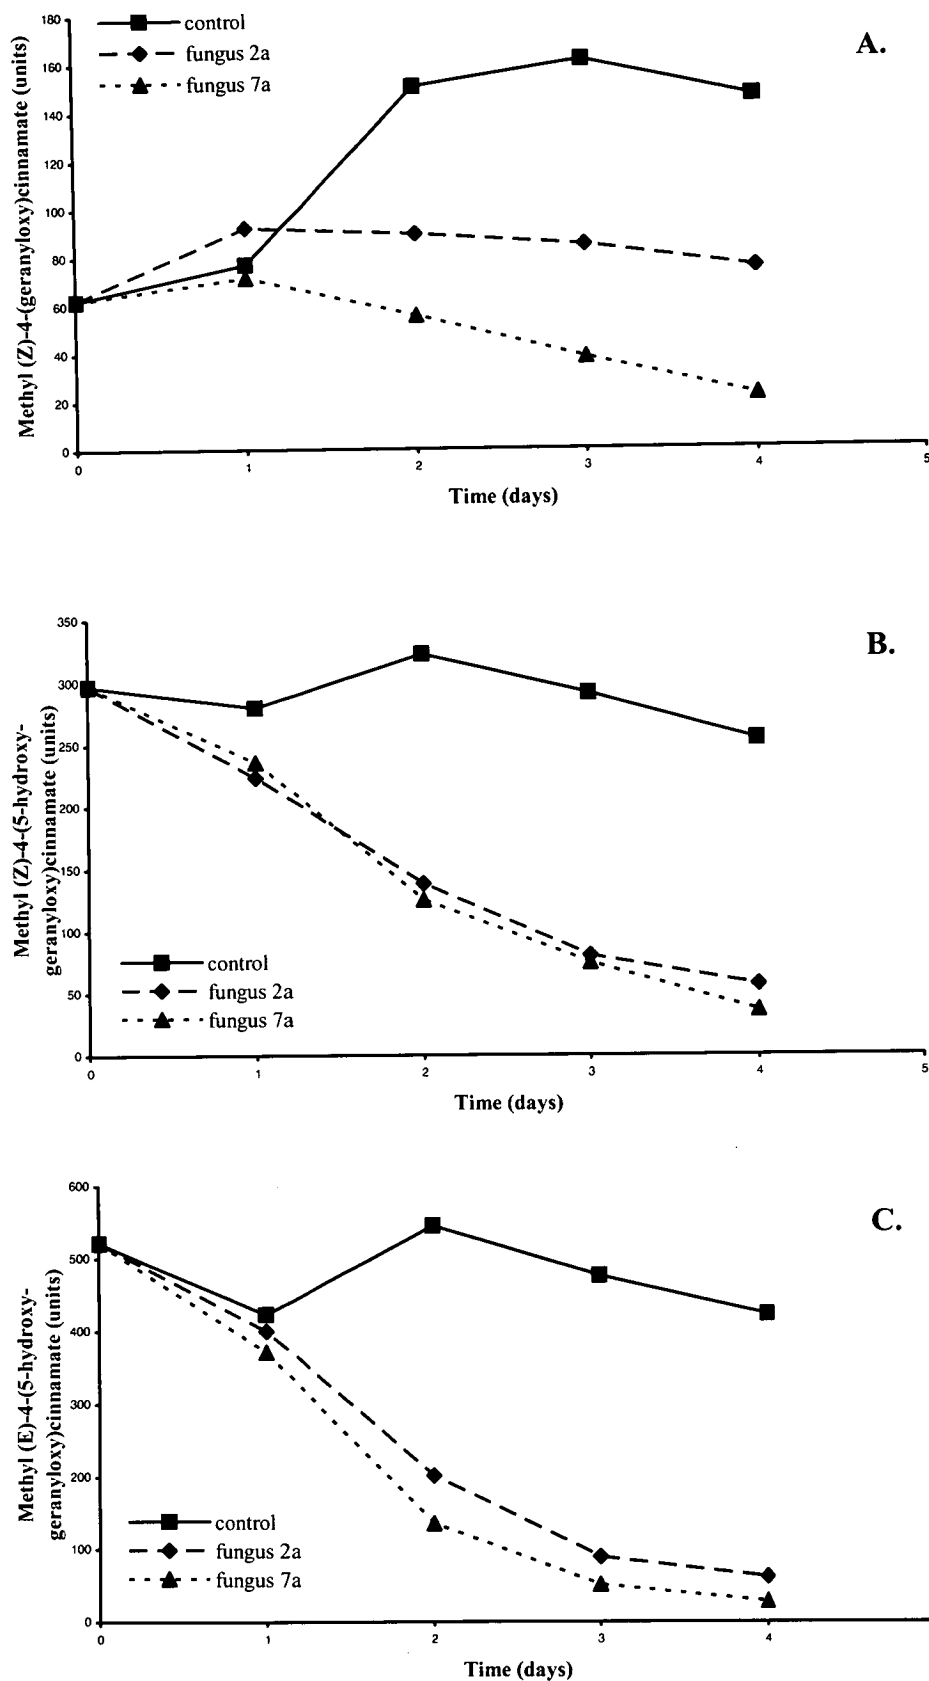 A.
control
fungus 2a
fungus 7a
Methyl (Z)-4-(geranyloxy)cinnamate (units)
180
160
140
120
100
80
60
40
20
0
0 1 2 3 4 5
Time (days)
B.
Methyl (Z)-4-(5-hydroxy-
geranyloxy)cinnamate (units)
350
300
250
200
150
100
50
0
control
fungus 2a
fungus 7a
0 1 2 3 4 5
Time (days)
C.
Methyl (E)-4-(5-hydroxy-
geranyloxy)cinnamate (units)
600
500
400
300
200
100
0
control
fungus 2a
fungus 7a
0 1 2 3 4
Time (days)